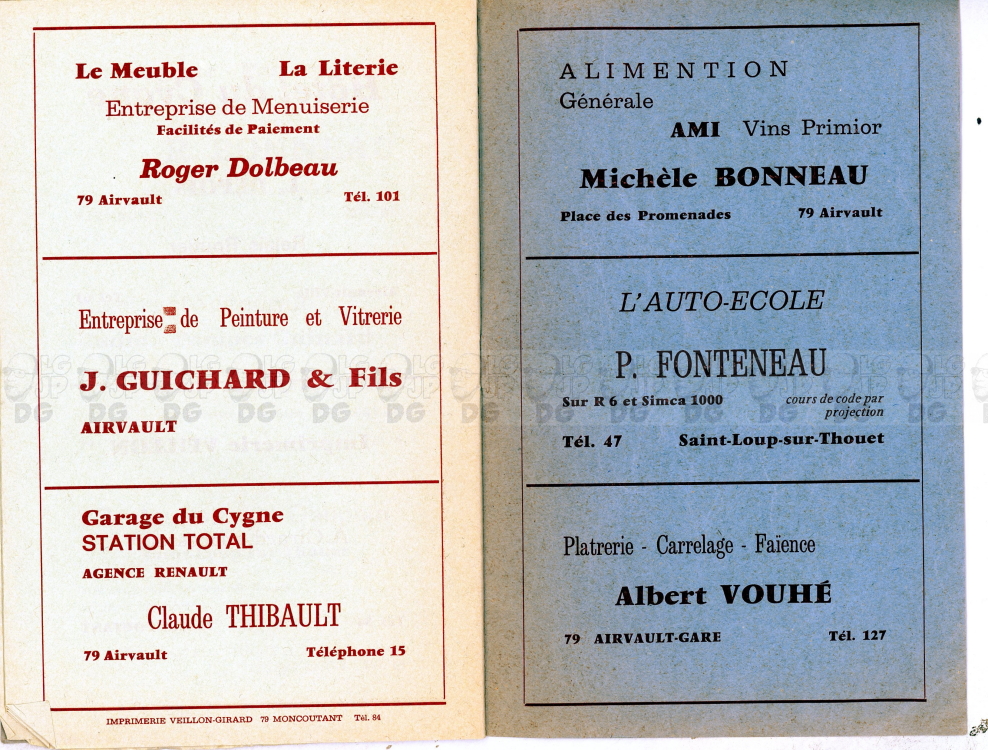 Le Meuble La Literie
Entreprise de Menuiserie
Facilités de Paiement
Roger Dolbeau
79 Airvault Tél. 101
Entreprise de Peinture et Vitrerie
J. GUICHARD & Fils
AIRVAULT
Garage du Cygne
STATION TOTAL
AGENCE RENAULT
Claude THIBAULT
79 Airvault Téléphone 15
IMPRIMERIE VEILLON-GIRARD 79 MONCOUTANT Tél. 84
ALIMENTION
Générale
AMI Vins Primior
Michèle BONNEAU
Place des Promenades 79 Airvault
L'AUTO-ECOLE
P. FONTENEAU
Sur R 6 et Simca 1000 cours de code par
projection
Tél. 47 Saint-Loup-sur-Thouet
Platrerie - Carrelage - Faïence
Albert VOUHÉ
79 AIRVAULT-GARE Tél. 127